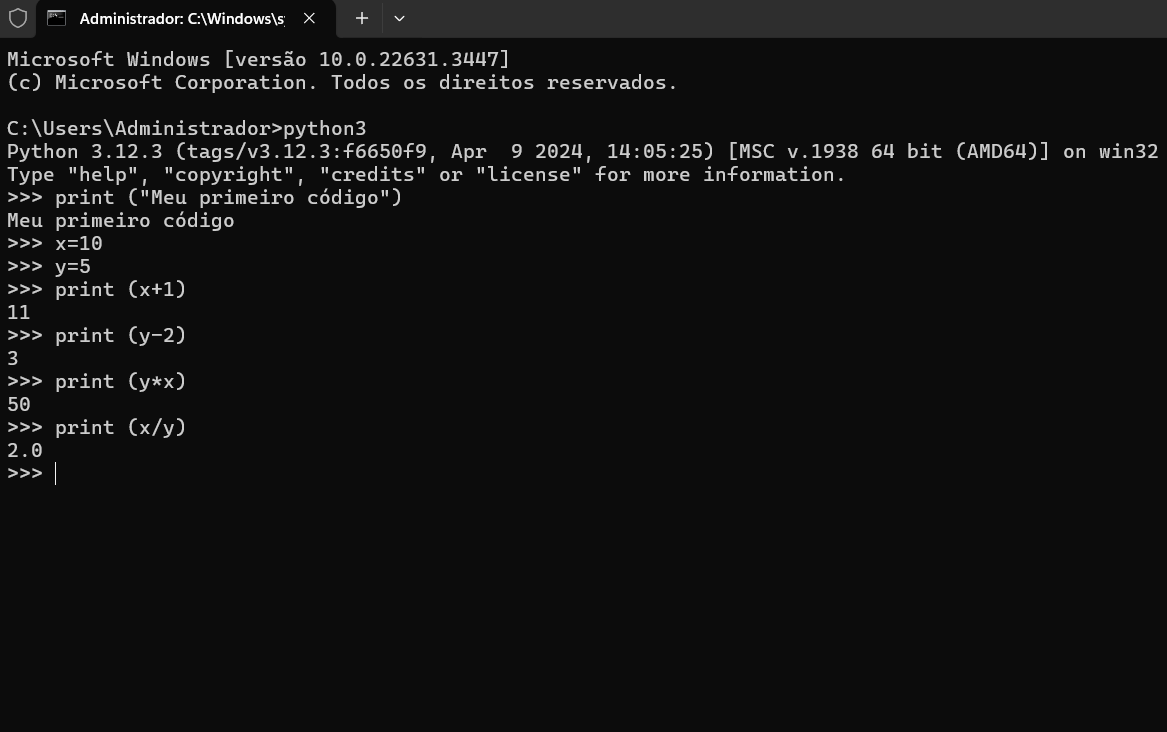 Administrador: C:\Windows\s
Microsoft Windows [versão 10.0.22631.3447]
(c) Microsoft Corporation. Todos os direitos reservados.
C:\Users\Administrador>python3
Python 3.12.3 (tags/v3.12.3:f6650f9, Apr  9 2024, 14:05:25) [MSC v.1938 64 bit (AMD64)] on win32
Type "help", "copyright", "credits" or "license" for more information.
>>> print ("Meu primeiro código")
Meu primeiro código
>>> x=10
>>> y=5
>>> print (x+1)
11
>>> print (y-2)
3
>>> print (y*x)
50
>>> print (x/y)
2.0
>>>